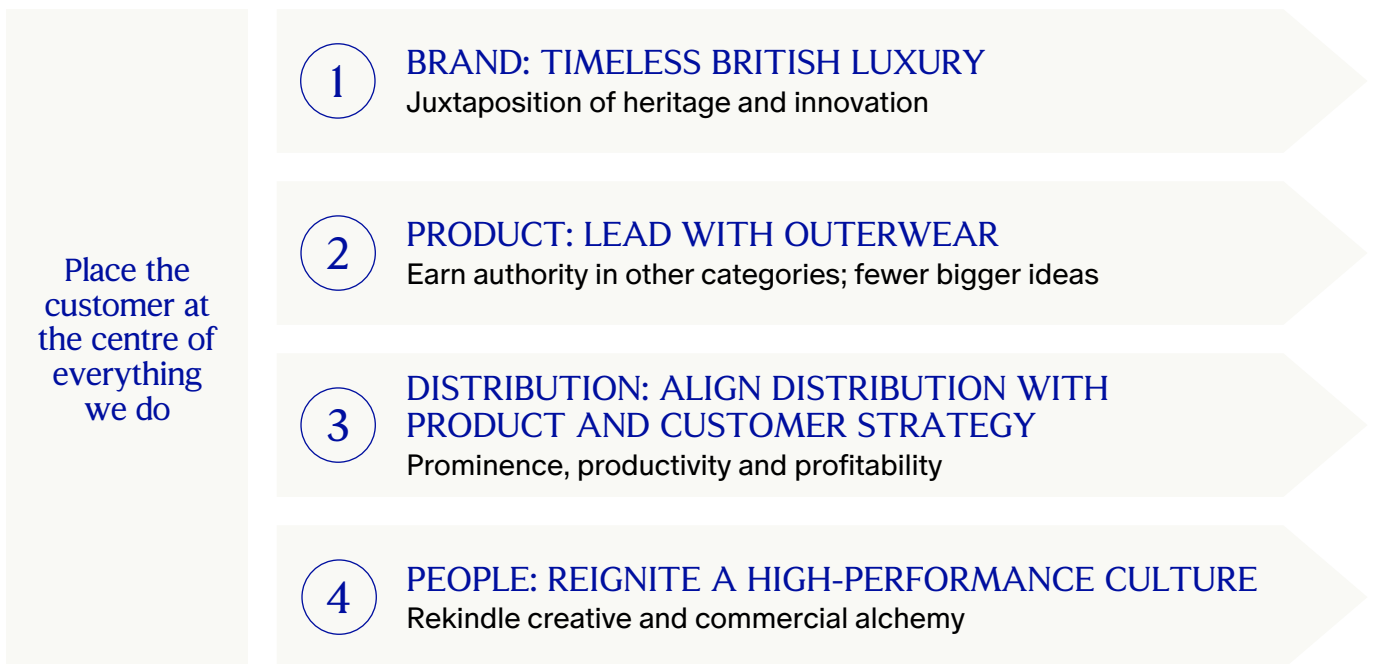 Place the
customer at
the centre of
everything
we do
1
BRAND: TIMELESS BRITISH LUXURY
Juxtaposition of heritage and innovation
2
PRODUCT: LEAD WITH OUTERWEAR
Earn authority in other categories; fewer bigger ideas
3
DISTRIBUTION: ALIGN DISTRIBUTION WITH
PRODUCT AND CUSTOMER STRATEGY
Prominence, productivity and profitability
4
PEOPLE: REIGNITE A HIGH-PERFORMANCE CULTURE
Rekindle creative and commercial alchemy